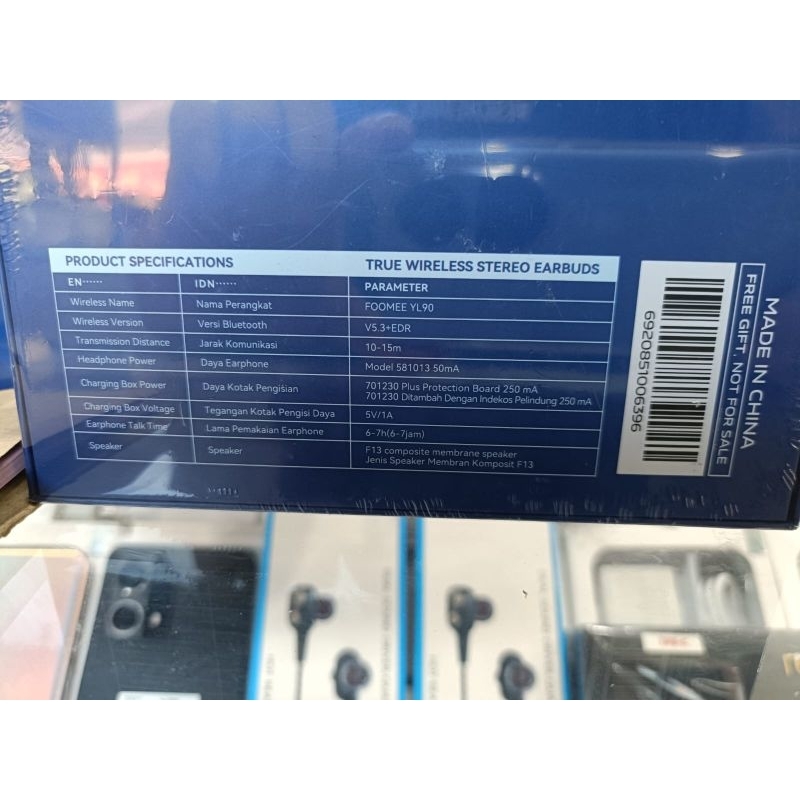 PRODUCT SPECIFICATIONS TRUE WIRELESS STEREO EARBUDS
EN······ IDN······ PARAMETER
Wireless Name Nama Perangkat FOOMEE YL90
Wireless Version Versi Bluetooth V5.3+EDR
Transmission Distance Jarak Komunikasi 10-15m
Headphone Power Daya Earphone Model 581013 50mA
Charging Box Power Daya Kotak Pengisian 701230 Plus Protection Board 250 mA
701230 Ditambah Dengan Indekos Pelindung 250 mA
Charging Box Voltage Tegangan Kotak Pengisi Daya 5V/1A
Earphone Talk Time Lama Pemakaian Earphone 6-7h(6-7jam)
Speaker Speaker F13 composite membrane speaker
Jenis Speaker Membran Komposit F13
6920851006396
FREE GIFT, NOT FOR SALE
MADE IN CHINA